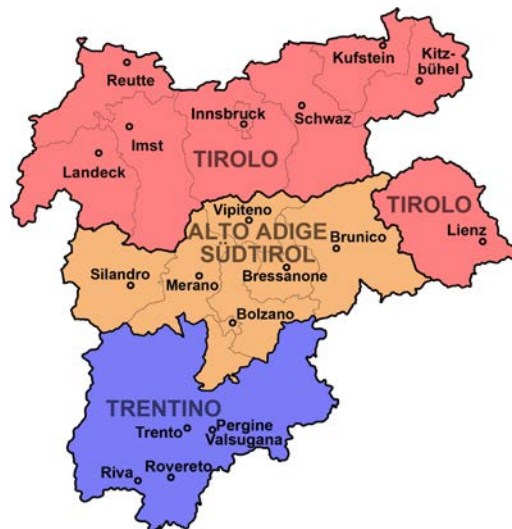 Kufstein
Kitz-
bühel
Reutte
Innsbruck
Schwaz
Imst
Landeck
TIROLO
TIROLO
Vipiteno
ALTO ADIGE
SÜDTIROL
Brunico
Lienz
Silandro
Merano
Bressanone
Bolzano
TRENTINO
Trento
Pergine
Valsugana
Riva
Rovereto